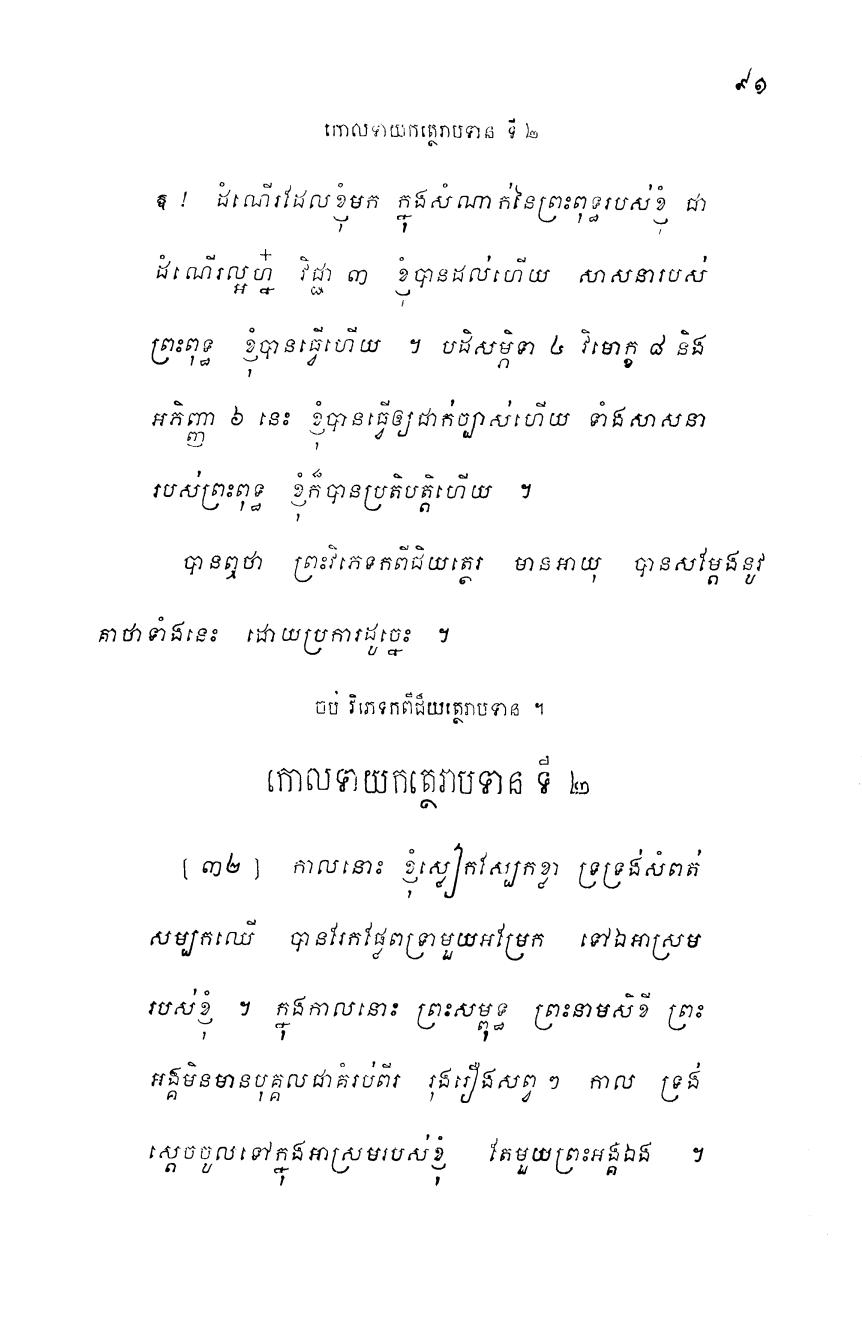 ៩១
កោលទាយកត្ថេរាបទាន ទី ២
ឆ្ន ! ដំណើរដែលខ្ញុំមក ក្នុងសំណាក់នៃព្រះពុទ្ធរបស់ខ្ញុំ ជា
ដំណើរល្អហ្ន៎ វិជ្ជា ៣ ខ្ញុំបានដល់ហើយ សាសនារបស់
ព្រះពុទ្ធ ខ្ញុំបានធ្វើហើយ ។ បដិសម្ភិទា ៤ វិមោក្ខ ៨ និង
អភិញ្ញា ៦ នេះ ខ្ញុំបានធ្វើឲ្យជាក់ច្បាស់ហើយ ទាំងសាសនា
របស់ព្រះពុទ្ធ ខ្ញុំក៏បានប្រតិបត្តិហើយ ។
បានឮថា ព្រះវិភេទកពីជិយត្ថេរ មានអាយុ បានសម្តែងនូវ
គាថាទាំងនេះ ដោយប្រការដូច្នេះ ។
ចប់ វិភេទកពីជិយត្ថេរាបទាន ។
កោលទាយកត្ថេរាបទាន ទី ២
[ ៣២ ] កាលនោះ ខ្ញុំស្លៀកស្បែកខ្លា ទ្រទ្រង់សំពត់
សម្បកឈើ បានរែកផ្លែពទ្រាមួយអម្រែក ទៅឯអាស្រម
របស់ខ្ញុំ ។ ក្នុងកាលនោះ ព្រះសម្ពុទ្ធ ព្រះនាមសិខី ព្រះ
អង្គមិនមានបុគ្គលជាគំរប់ពីរ រុងរឿងសព្វ ៗ កាល ទ្រង់
ស្តេចចូលទៅក្នុងអាស្រមរបស់ខ្ញុំ តែមួយព្រះអង្គឯង ។